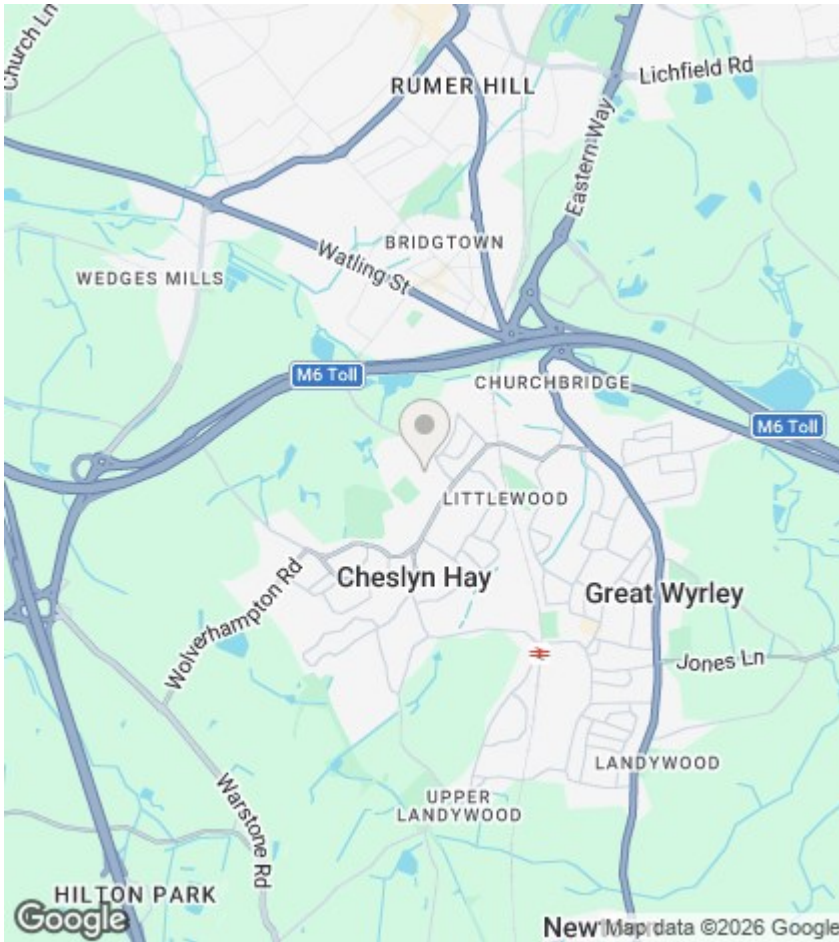 Church Ln
RUMER HILL
Lichfield Rd
Eastern Way
BRIDGTOWN
Watling St
WEDGES MILLS
M6 Toll
CHURCHBRIDGE
M6 Toll
LITTLEWOOD
Cheslyn Hay
Great Wyrley
Wolverhampton Rd
Jones Ln
LANDYWOOD
Warstone Rd
UPPER
LANDYWOOD
HILTON PARK
Google
New
Map data ©2026 Google